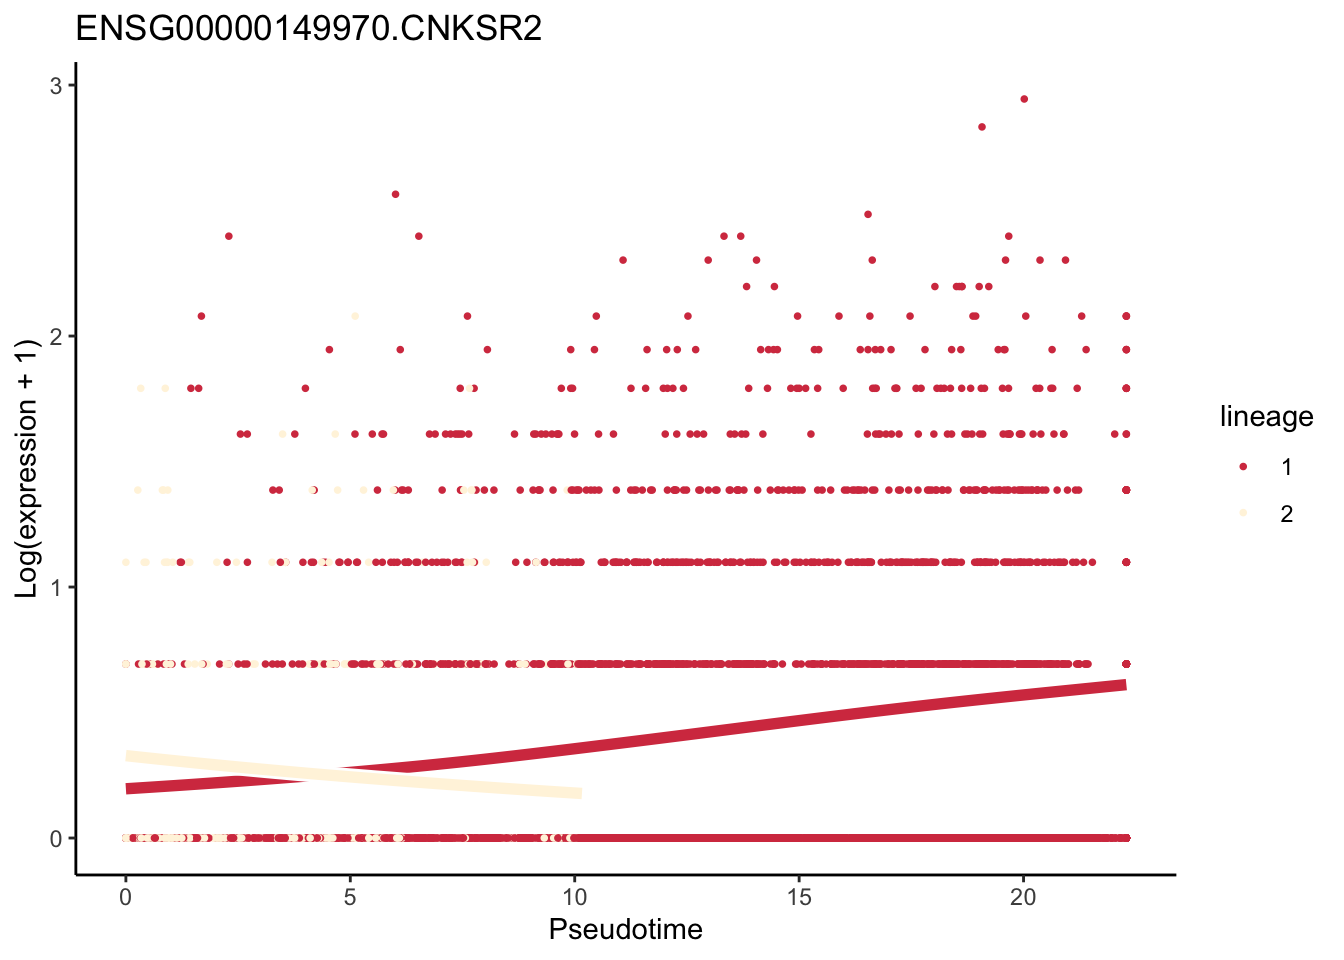 ENSG00000149970.CNKSR2
3
2
1
0
Log(expression + 1)
0 5 10 15 20
Pseudotime
lineage
1
2